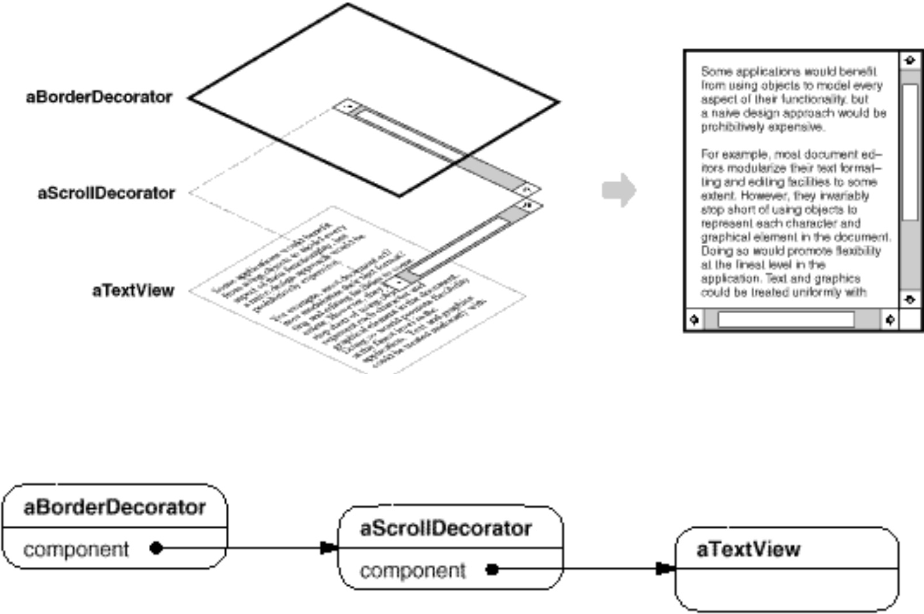 aBorderDecorator
aScrollDecorator
aTextView
Some applications would benefit
from using objects to model every
aspect of their functionality, but
a naive design approach would be
prohibitively expensive.
For example, most document ed-
itors modularize their text format-
ting and editing facilities to some
extent. However, they invariably
stop short of using objects to
represent each character and
graphical element in the document.
Doing so would promote flexibility
at the finest level in the
application. Text and graphics
could be treated uniformly with
aBorderDecorator
component
aScrollDecorator
component
aTextView